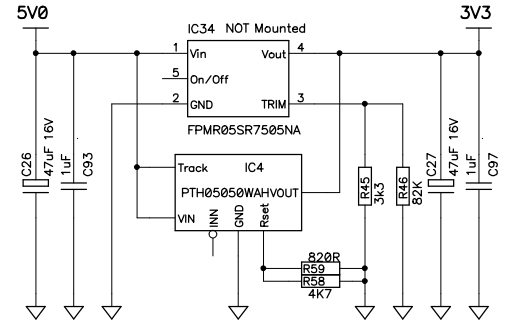 5V0
3V3
IC34 NOT Mounted
1
Vin
Vout
4
5
On/Off
2
GND
TRIM
3
FPMR05SR7505NA
C26
47uF 16V
1uF
C93
Track
IC4
PTH05050WAHVOUT
VIN
INN
GND
Rset
R45
3k3
R46
82K
C27
47uF 16V
1uF
C97
820R
R59
R58
4K7